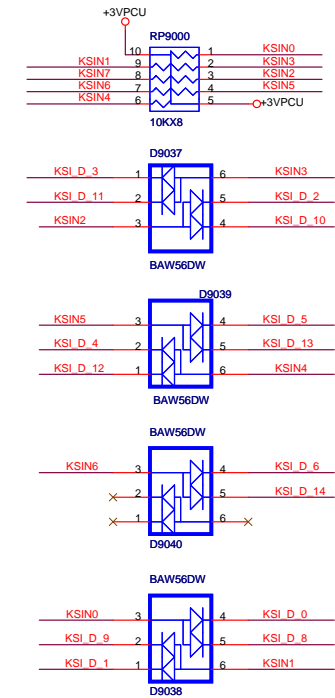 +3VPCU
RP9000
10 1 KSIN0
KSIN1 9 2 KSIN3
KSIN7 8 3 KSIN2
KSIN6 7 4 KSIN5
KSIN4 6 5 +3VPCU
10KX8
D9037
KSI_D_3 1 6 KSIN3
KSI_D_11 2 5 KSI_D_2
KSIN2 3 4 KSI_D_10
BAW56DW
D9039
KSIN5 3 4 KSI_D_5
KSI_D_4 2 5 KSI_D_13
KSI_D_12 1 6 KSIN4
BAW56DW
BAW56DW
KSIN6 3 4 KSI_D_6
2 5 KSI_D_14
1 6
D9040
BAW56DW
KSIN0 3 4 KSI_D_0
KSI_D_9 2 5 KSI_D_8
KSI_D_1 1 6 KSIN1
D9038